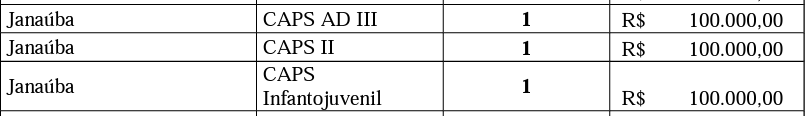 Janaúba CAPS AD III 1 R$ 100.000,00
Janaúba CAPS II 1 R$ 100.000,00
Janaúba CAPS Infantojuvenil 1 R$ 100.000,00